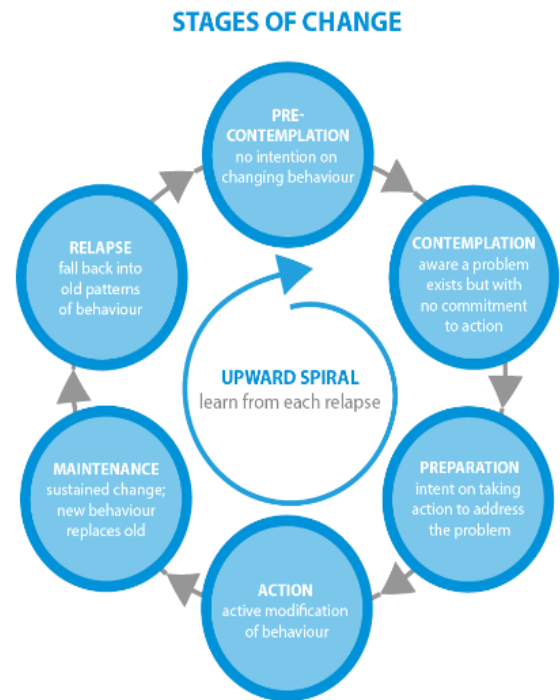 STAGES OF CHANGE
PRE-
CONTEMPLATION
no intention on
changing behaviour
CONTEMPLATION
aware a problem
exists but with
no commitment
to action
PREPARATION
intent on taking
action to address
the problem
ACTION
active modification
of behaviour
MAINTENANCE
sustained change;
new behaviour
replaces old
RELAPSE
fall back into
old patterns
of behaviour
UPWARD SPIRAL
learn from each relapse